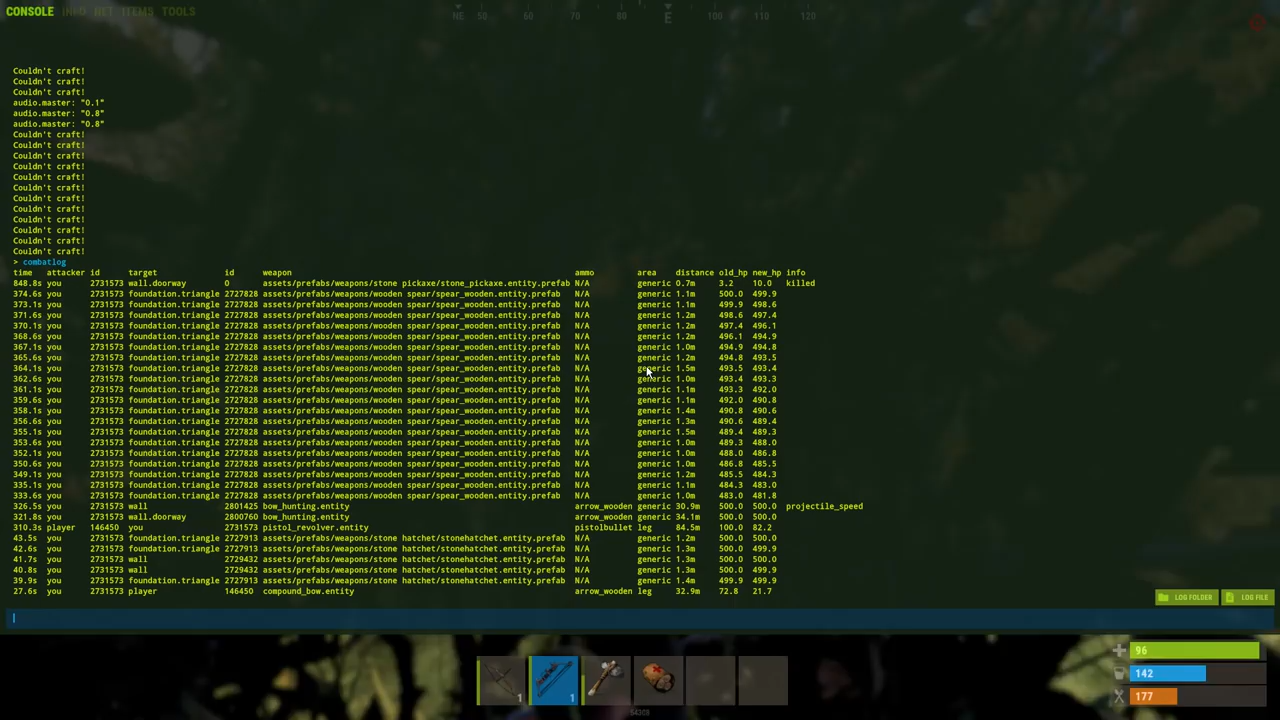 CONSOLE INFO NET ITEMS TOOLS
NE 50 60 70 80 E 100 110 120
Couldn't craft!
Couldn't craft!
Couldn't craft!
audio.master: "0.1"
audio.master: "0.8"
audio.master: "0.8"
Couldn't craft!
Couldn't craft!
Couldn't craft!
Couldn't craft!
Couldn't craft!
Couldn't craft!
Couldn't craft!
Couldn't craft!
Couldn't craft!
Couldn't craft!
Couldn't craft!
Couldn't craft!
> combatlog
time attacker id target id weapon ammo area distance old_hp new_hp info
848.8s you 2731573 wall.doorway 0 assets/prefabs/weapons/stone pickaxe/stone_pickaxe.entity.prefab N/A generic 0.7m 3.2 10.0 killed
374.6s you 2731573 foundation.triangle 2727828 assets/prefabs/weapons/wooden spear/spear_wooden.entity.prefab N/A generic 1.1m 500.0 499.9
373.1s you 2731573 foundation.triangle 2727828 assets/prefabs/weapons/wooden spear/spear_wooden.entity.prefab N/A generic 1.1m 499.9 498.6
371.6s you 2731573 foundation.triangle 2727828 assets/prefabs/weapons/wooden spear/spear_wooden.entity.prefab N/A generic 1.2m 498.6 497.4
370.1s you 2731573 foundation.triangle 2727828 assets/prefabs/weapons/wooden spear/spear_wooden.entity.prefab N/A generic 1.2m 497.4 496.1
368.6s you 2731573 foundation.triangle 2727828 assets/prefabs/weapons/wooden spear/spear_wooden.entity.prefab N/A generic 1.2m 496.1 494.9
367.1s you 2731573 foundation.triangle 2727828 assets/prefabs/weapons/wooden spear/spear_wooden.entity.prefab N/A generic 1.0m 494.9 494.8
365.6s you 2731573 foundation.triangle 2727828 assets/prefabs/weapons/wooden spear/spear_wooden.entity.prefab N/A generic 1.2m 494.8 493.5
364.1s you 2731573 foundation.triangle 2727828 assets/prefabs/weapons/wooden spear/spear_wooden.entity.prefab N/A generic 1.5m 493.5 493.4
362.6s you 2731573 foundation.triangle 2727828 assets/prefabs/weapons/wooden spear/spear_wooden.entity.prefab N/A generic 1.0m 493.4 493.3
361.1s you 2731573 foundation.triangle 2727828 assets/prefabs/weapons/wooden spear/spear_wooden.entity.prefab N/A generic 1.1m 493.3 492.0
359.6s you 2731573 foundation.triangle 2727828 assets/prefabs/weapons/wooden spear/spear_wooden.entity.prefab N/A generic 1.1m 492.0 490.8
358.1s you 2731573 foundation.triangle 2727828 assets/prefabs/weapons/wooden spear/spear_wooden.entity.prefab N/A generic 1.4m 490.8 490.6
356.6s you 2731573 foundation.triangle 2727828 assets/prefabs/weapons/wooden spear/spear_wooden.entity.prefab N/A generic 1.3m 490.6 489.4
355.1s you 2731573 foundation.triangle 2727828 assets/prefabs/weapons/wooden spear/spear_wooden.entity.prefab N/A generic 1.5m 489.4 489.3
353.6s you 2731573 foundation.triangle 2727828 assets/prefabs/weapons/wooden spear/spear_wooden.entity.prefab N/A generic 1.0m 489.3 488.0
352.1s you 2731573 foundation.triangle 2727828 assets/prefabs/weapons/wooden spear/spear_wooden.entity.prefab N/A generic 1.0m 488.0 486.8
350.6s you 2731573 foundation.triangle 2727828 assets/prefabs/weapons/wooden spear/spear_wooden.entity.prefab N/A generic 1.0m 486.8 485.5
349.1s you 2731573 foundation.triangle 2727828 assets/prefabs/weapons/wooden spear/spear_wooden.entity.prefab N/A generic 1.2m 485.5 484.3
335.1s you 2731573 foundation.triangle 2727828 assets/prefabs/weapons/wooden spear/spear_wooden.entity.prefab N/A generic 1.1m 484.3 483.0
333.6s you 2731573 foundation.triangle 2727828 assets/prefabs/weapons/wooden spear/spear_wooden.entity.prefab N/A generic 1.0m 483.0 481.8
326.5s you 2731573 wall 2801425 bow_hunting.entity arrow_wooden generic 30.9m 500.0 500.0 projectile_speed
321.8s you 2731573 wall.doorway 2800760 bow_hunting.entity arrow_wooden generic 34.1m 500.0 500.0
310.3s player 146450 you 2731573 pistol_revolver.entity pistolbullet leg 84.5m 100.0 82.2
43.5s you 2731573 foundation.triangle 2727913 assets/prefabs/weapons/stone hatchet/stonehatchet.entity.prefab N/A generic 1.2m 500.0 500.0
42.6s you 2731573 foundation.triangle 2727913 assets/prefabs/weapons/stone hatchet/stonehatchet.entity.prefab N/A generic 1.3m 500.0 499.9
41.7s you 2731573 wall 2729432 assets/prefabs/weapons/stone hatchet/stonehatchet.entity.prefab N/A generic 1.3m 500.0 500.0
40.8s you 2731573 wall 2729432 assets/prefabs/weapons/stone hatchet/stonehatchet.entity.prefab N/A generic 1.3m 500.0 499.9
39.9s you 2731573 foundation.triangle 2727913 assets/prefabs/weapons/stone hatchet/stonehatchet.entity.prefab N/A generic 1.4m 499.9 499.9
27.6s you 2731573 player 146450 compound_bow.entity arrow_wooden leg 32.9m 72.8 21.7
LOG FOLDER LOG FILE
96
142
1 1
177
64308